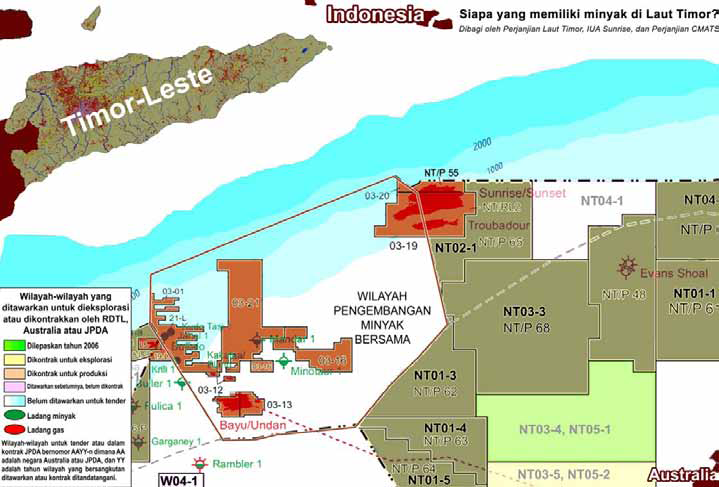 Indonesia
Siapa yang memiliki minyak di Laut Timor?
Dibagi oleh Perjanjian Laut Timor, IUA Sunrise, dan Perjanjian CMATS
Timor-Leste
2000
1000
NT/P 55
03-20
Sunrise/Sunset
NT/RL2
NT04-1
NT04-
Troubadour
03-19
NT02-1
NT/P 65
Evans Shoal
NT/P 48
NT01-1
Wilayah-wilayah yang
ditawarkan untuk dieksplorasi
atau dikontrakkan oleh RDTL,
Australia atau JPDA
Dilepaskan tahun 2006
Dikontrak untuk eksplorasi
Dikontrak untuk produksi
Ditawarkan sebelumnya, belum dikontrak
Belum ditawarkan untuk tender
Ladang minyak
Ladang gas
Wilayah-wilayah untuk tender atau dalam
kontrak JPDA bernomor AAYY-n dimana AA
adalah negara Australia atau JPDA, dan YY
adalah tahun wilayah yang bersangkutan
ditawarkan atau kontrak ditandatangani.
03-01
21-L
03-21
WILAYAH
PENGEMBANGAN
MINYAK
BERSAMA
NT03-3
NT/P 68
03-16
03-12
03-13
Bayu/Undan
Fulica 1
Garganey 1
Rambler 1
W04-1
NT01-3
NT/P 62
NT01-4
NT/P 63
NT/P 64
NT01-5
NT03-4, NT05-1
NT03-5, NT05-2
Australia